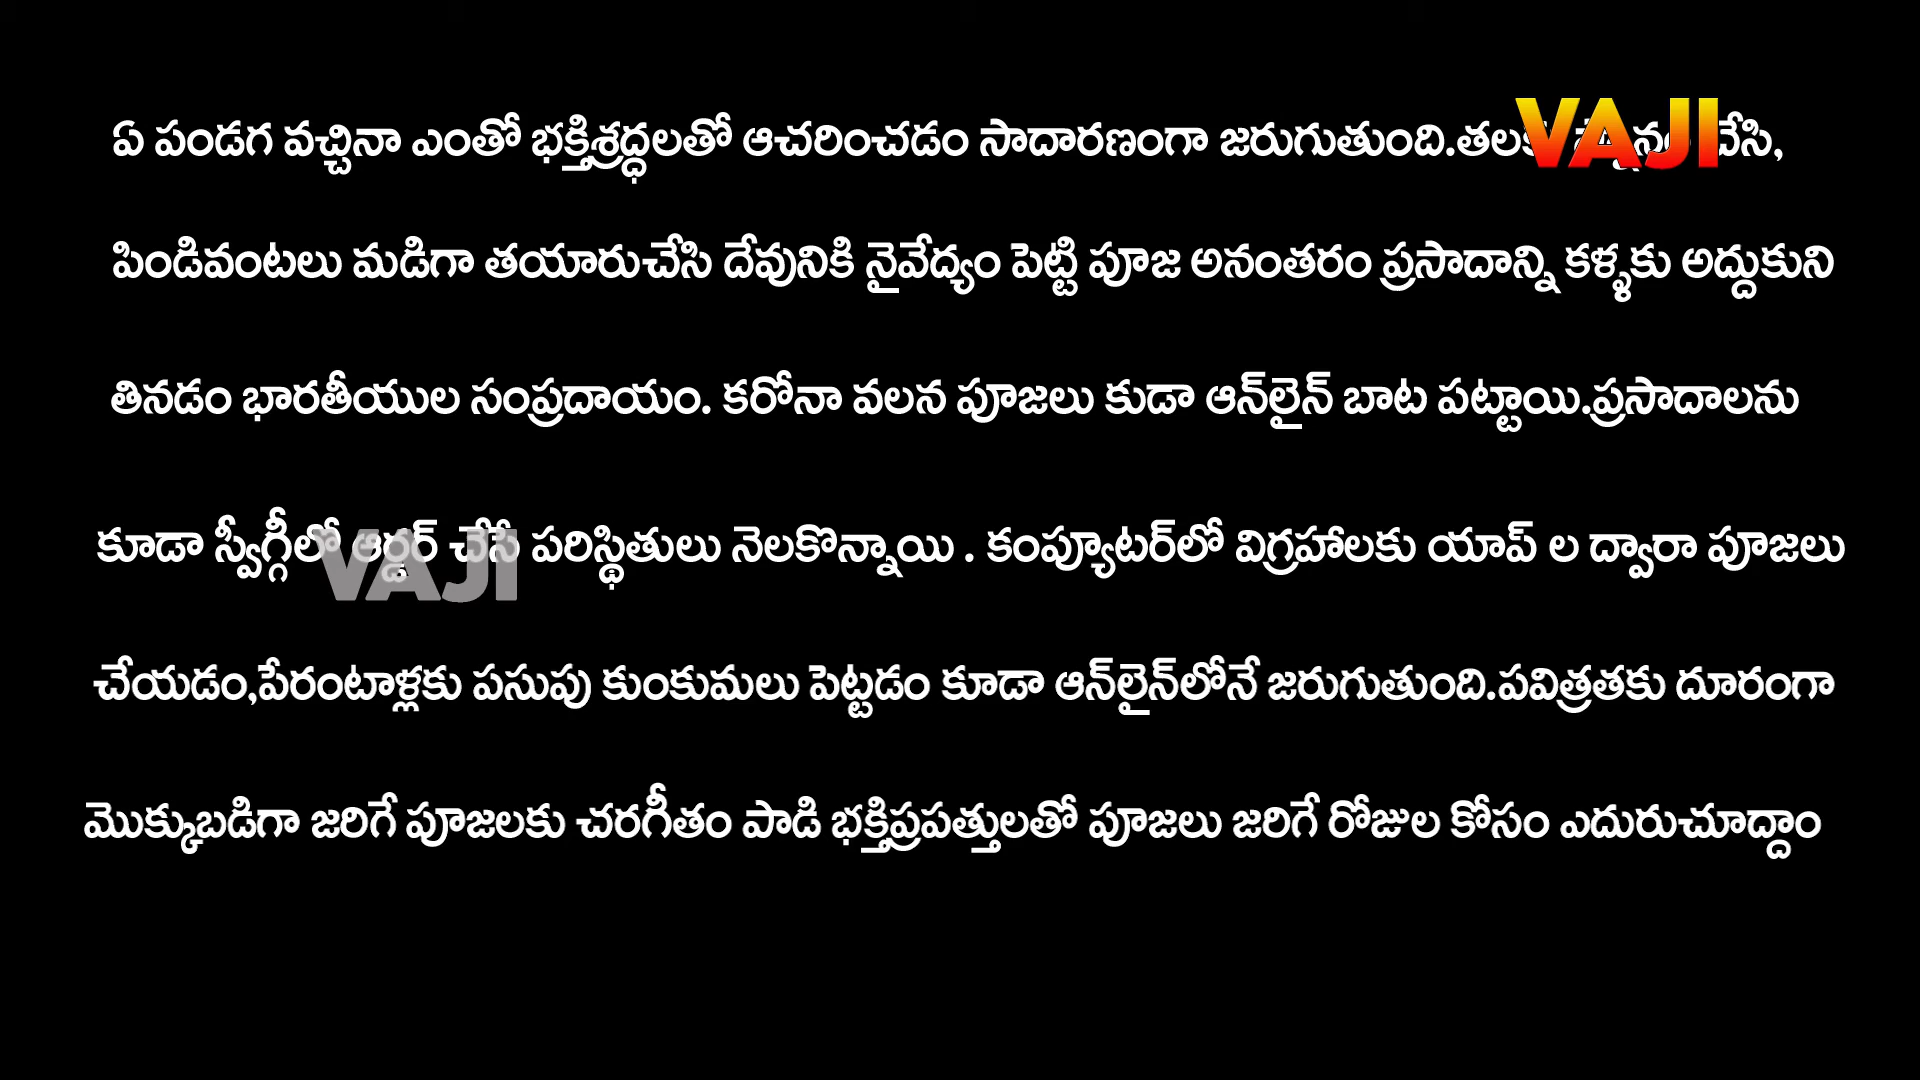 ఏ పండగ వచ్చినా ఎంతో భక్తిశ్రద్ధలతో ఆచరించడం సాదారణంగా జరుగుతుంది. చేసి,
VAJI
పిండివంటలు మడిగా తయారుచేసి దేవునికి నైవేద్యం పెట్టి పూజ అనంతరం ప్రసాదాన్ని కళ్ళకు అద్దుకుని
తినడం భారతీయుల సంప్రదాయం. కరోనా వలన పూజలు కుడా ఆన్‌లైన్ బాట పట్టాయి.ప్రసాదాలను
కూడా స్వీగ్గీలో ఆర్డర్ చేసే పరిస్థితులు నెలకొన్నాయి . కంప్యూటర్‌లో విగ్రహాలకు యాప్ ల ద్వారా పూజలు
VAJI
చేయడం,పేరంటాళ్లకు పసుపు కుంకుమలు పెట్టడం కూడా ఆన్‌లైన్‌లోనే జరుగుతుంది.పవిత్రతకు దూరంగా
మొక్కుబడిగా జరిగే పూజలకు చరగీతం పాడి భక్తిప్రపత్తులతో పూజలు జరిగే రోజుల కోసం ఎదురుచూద్దాం